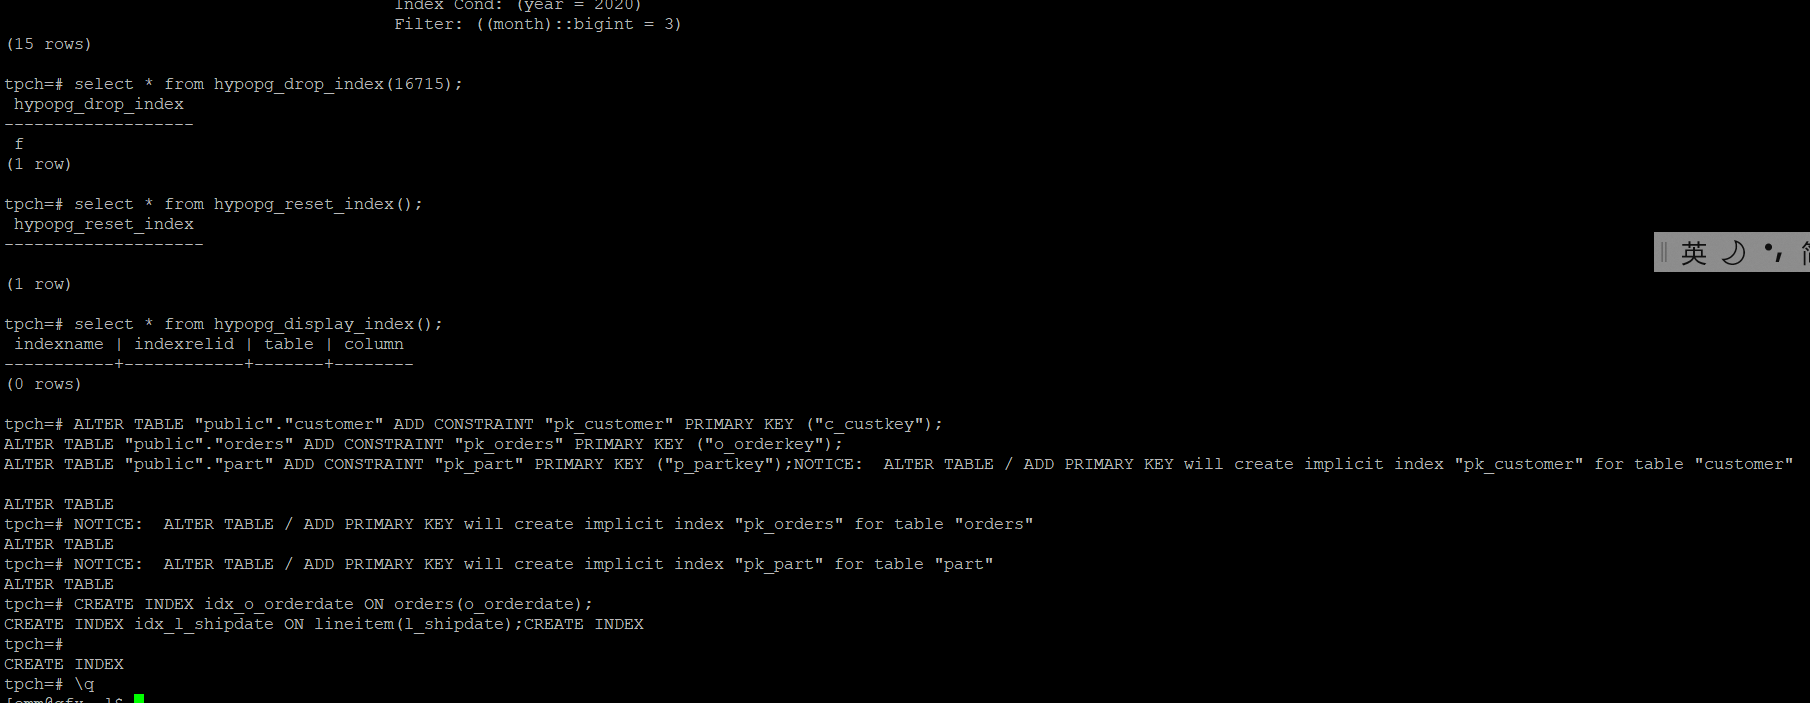 Index Cond: (year = 2020)
Filter: ((month)::bigint = 3)
(15 rows)
tpch=# select * from hypopg_drop_index(16715);
hypopg_drop_index
-------------------
f
(1 row)
tpch=# select * from hypopg_reset_index();
hypopg_reset_index
--------------------
(1 row)
tpch=# select * from hypopg_display_index();
indexname | indexrelid | table | column
-----------+------------+-------+--------
(0 rows)
tpch=# ALTER TABLE "public"."customer" ADD CONSTRAINT "pk_customer" PRIMARY KEY ("c_custkey");
ALTER TABLE "public"."orders" ADD CONSTRAINT "pk_orders" PRIMARY KEY ("o_orderkey");
ALTER TABLE "public"."part" ADD CONSTRAINT "pk_part" PRIMARY KEY ("p_partkey");NOTICE:  ALTER TABLE / ADD PRIMARY KEY will create implicit index "pk_customer" for table "customer"
ALTER TABLE
tpch=# NOTICE:  ALTER TABLE / ADD PRIMARY KEY will create implicit index "pk_orders" for table "orders"
ALTER TABLE
tpch=# NOTICE:  ALTER TABLE / ADD PRIMARY KEY will create implicit index "pk_part" for table "part"
ALTER TABLE
tpch=# CREATE INDEX idx_o_orderdate ON orders(o_orderdate);
CREATE INDEX idx_l_shipdate ON lineitem(l_shipdate);CREATE INDEX
tpch=#
CREATE INDEX
tpch=# \q
英